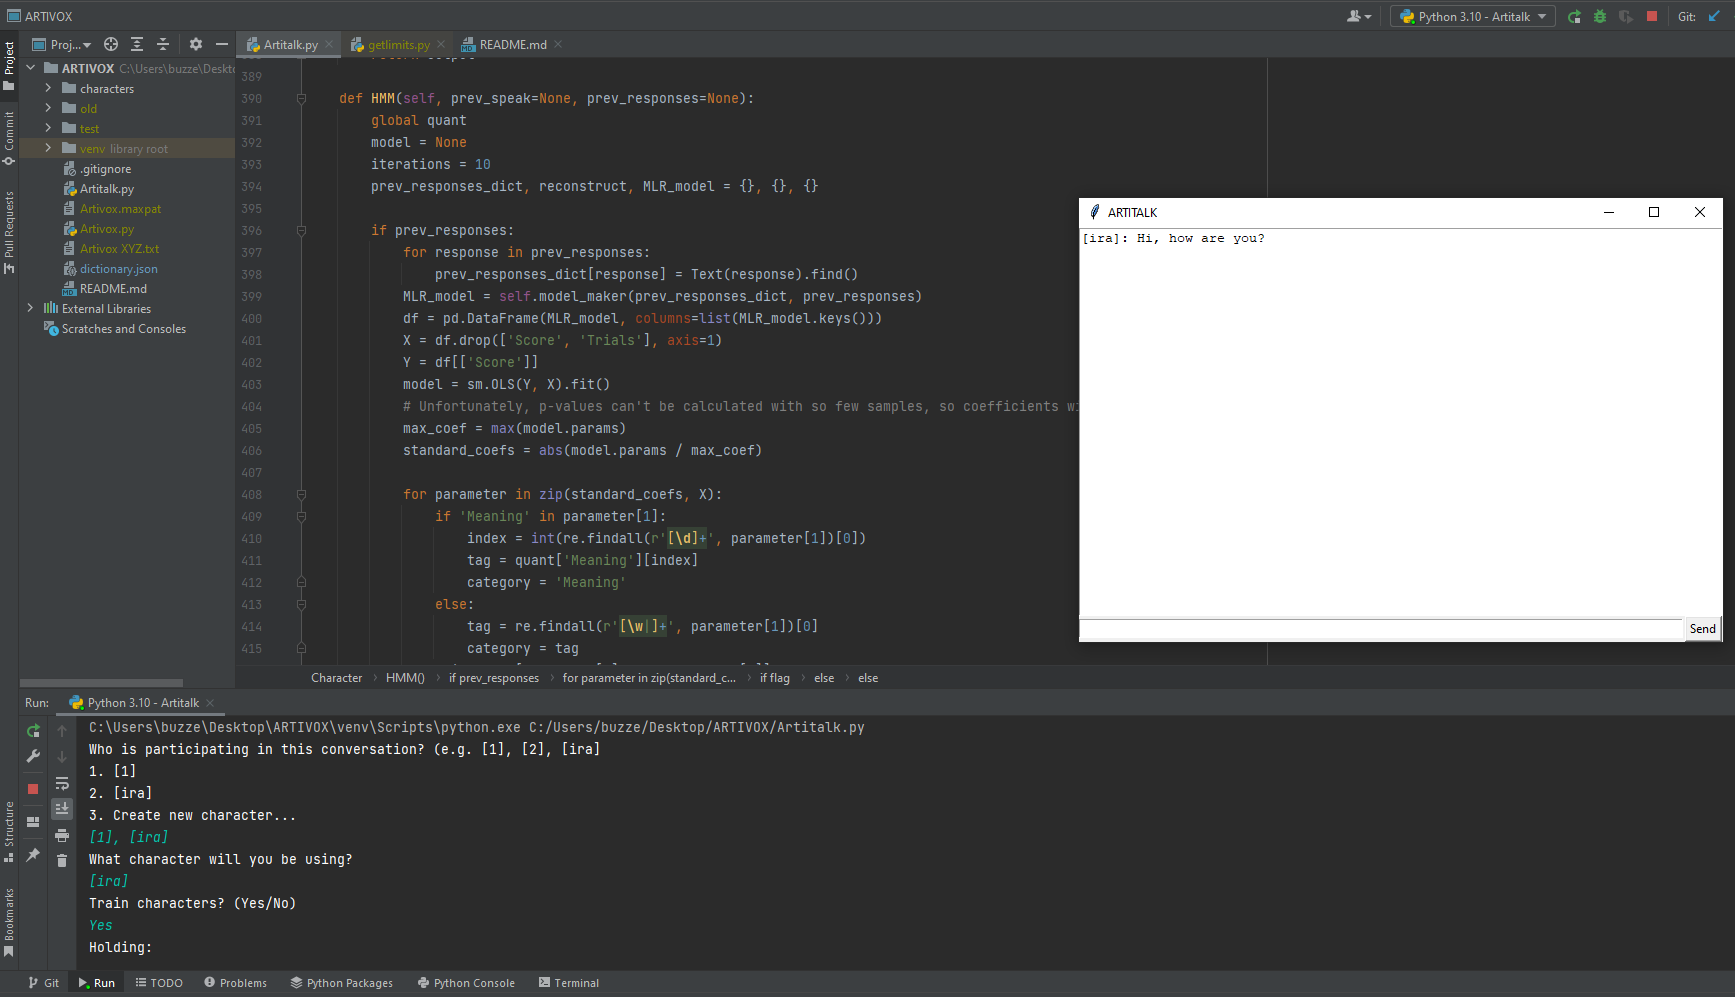 ARTIVOX
Python 3.10 - Artitalk
Git:
Proj...
Artitalk.py
getlimits.py
README.md
Project
Commit
Pull Requests
Structure
Bookmarks
ARTIVOX C:\Users\buzze\Deskto
characters
old
test
venv library root
.gitignore
Artitalk.py
Artivox.maxpat
Artivox.py
Artivox XYZ.txt
dictionary.json
README.md
External Libraries
Scratches and Consoles
389
390 def HMM(self, prev_speak=None, prev_responses=None):
391 global quant
392 model = None
393 iterations = 10
394 prev_responses_dict, reconstruct, MLR_model = {}, {}, {}
395
396 if prev_responses:
397 for response in prev_responses:
398 prev_responses_dict[response] = Text(response).find()
399 MLR_model = self.model_maker(prev_responses_dict, prev_responses)
400 df = pd.DataFrame(MLR_model, columns=list(MLR_model.keys()))
401 X = df.drop(['Score', 'Trials'], axis=1)
402 Y = df[['Score']]
403 model = sm.OLS(Y, X).fit()
404 # Unfortunately, p-values can't be calculated with so few samples, so coefficients wi
405 max_coef = max(model.params)
406 standard_coefs = abs(model.params / max_coef)
407
408 for parameter in zip(standard_coefs, X):
409 if 'Meaning' in parameter[1]:
410 index = int(re.findall(r'[\d]+', parameter[1])[0])
411 tag = quant['Meaning'][index]
412 category = 'Meaning'
413 else:
414 tag = re.findall(r'[\w|]+', parameter[1])[0]
415 category = tag
Character
HMM()
if prev_responses
for parameter in zip(standard_c...
if flag
else
else
ARTITALK
[ira]: Hi, how are you?
Send
Run:
Python 3.10 - Artitalk
C:\Users\buzze\Desktop\ARTIVOX\venv\Scripts\python.exe C:/Users/buzze/Desktop/ARTIVOX/Artitalk.py
Who is participating in this conversation? (e.g. [1], [2], [ira]
1. [1]
2. [ira]
3. Create new character...
[1], [ira]
What character will you be using?
[ira]
Train characters? (Yes/No)
Yes
Holding:
Git
Run
TODO
Problems
Python Packages
Python Console
Terminal